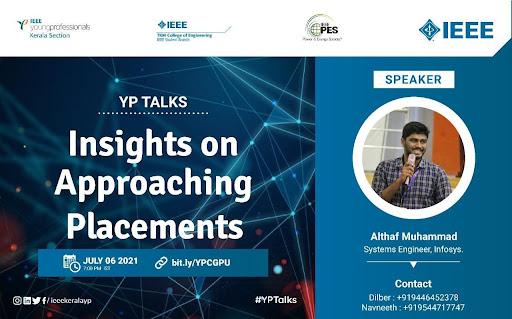 IEEE
youngprofessionals
Kerala Section
IEEE
TKM College of Engineering
IEEE Student Branch
IEEE
PES
Power & Energy Society®
IEEE
YP TALKS
Insights on
Approaching
Placements
JULY 06 2021
7:00 PM IST
bit.ly/YPCGPU
/ieeekeralayp
#YPTalks
SPEAKER
Althaf Muhammad
Systems Engineer, Infosys.
Contact
Dilber : +919446452378
Navneeth : +919544717747